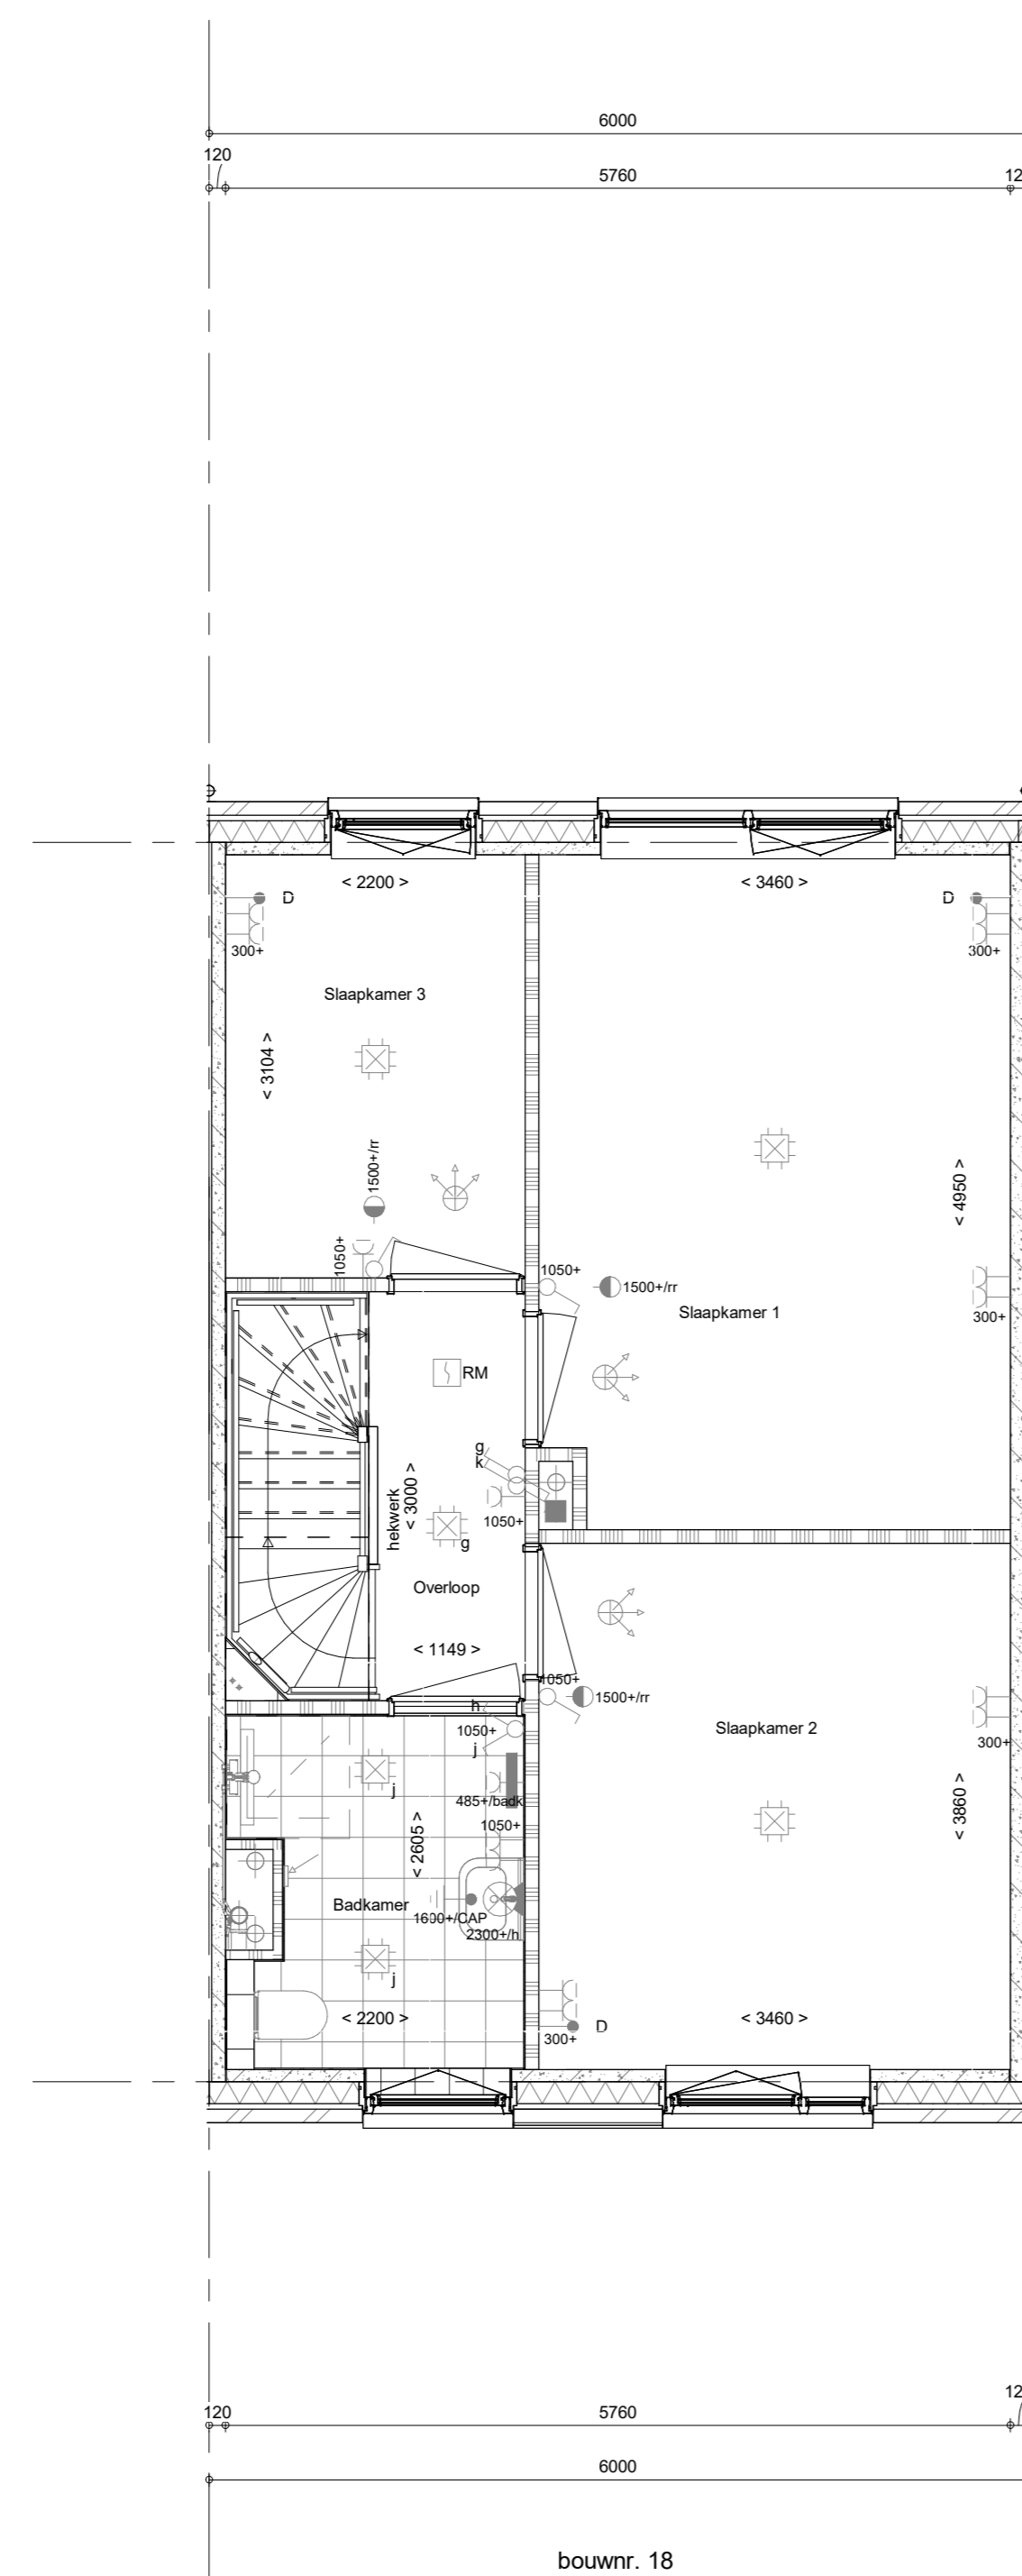 6000
120
5760
12
< 2200 >
< 3460 >
D
D
300+
300+
Slaapkamer 3
< 3104 >
1500+/rr
< 4950 >
1050+
1050+
1500+/rr
300+
Slaapkamer 1
RM
g
k
hekwerk
< 3000 >
1050+
g
Overloop
< 1149 >
1050+
1500+/rr
h
1050+
j
Slaapkamer 2
300+
j
485+/badk
1050+
< 2605 >
< 3860 >
Badkamer
1600+/CAP
2300+/h
j
< 2200 >
D
< 3460 >
300+
120
5760
12
6000
bouwnr. 18